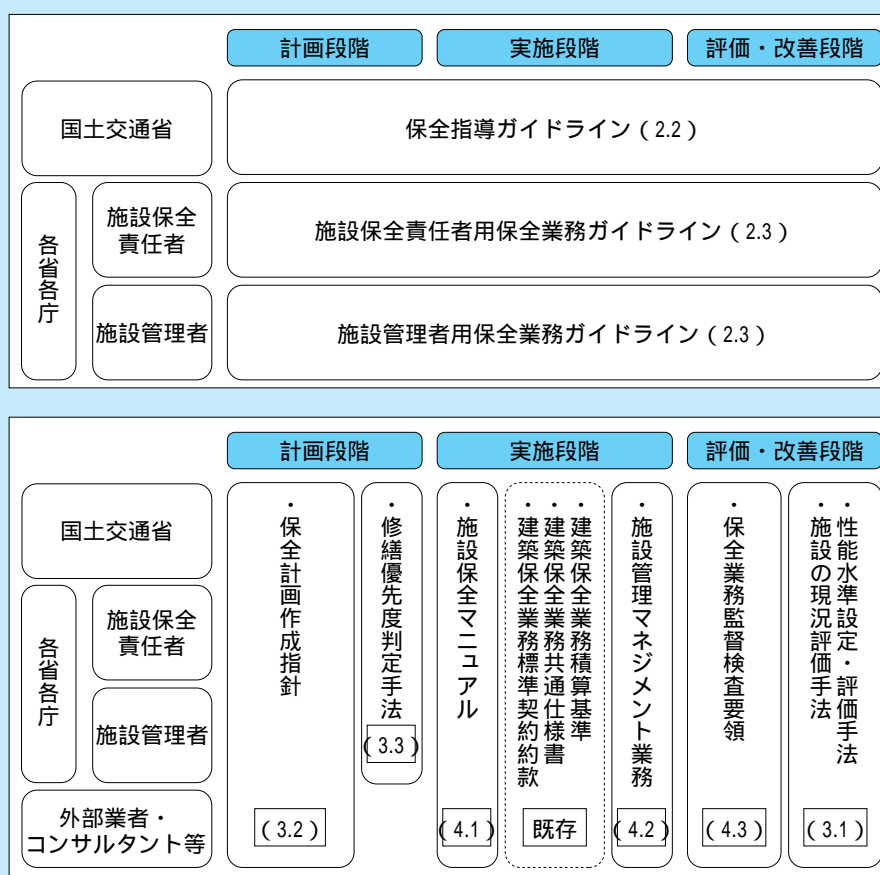 計画段階
実施段階
評価・改善段階
国土交通省
保全指導ガイドライン(2.2)
各省各庁
施設保全
責任者
施設保全責任者用保全業務ガイドライン(2.3)
施設管理者
施設管理者用保全業務ガイドライン(2.3)
計画段階
実施段階
評価・改善段階
国土交通省
各省各庁
施設保全
責任者
施設管理者
外部業者・
コンサルタント等
・保全計画作成指針
(3.2)
・修繕優先度判定手法
(3.3)
・施設保全マニュアル
(4.1)
・建築保全業務積算基準
・建築保全業務共通仕様書
・建築保全業務標準契約約款
既存
・施設管理マネジメント業務
(4.2)
・保全業務監督検査要領
(4.3)
・性能水準設定・評価手法
・施設の現況評価手法
(3.1)